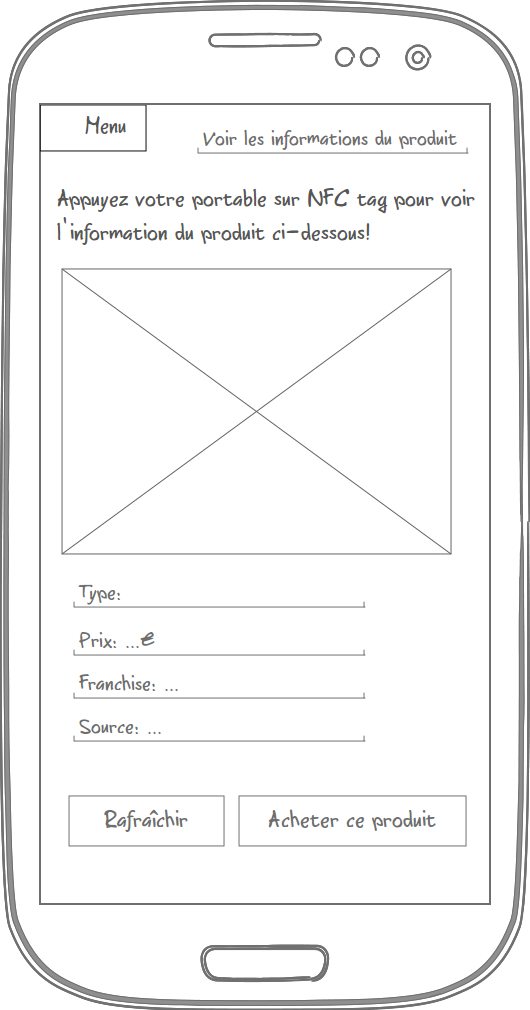 Menu
Voir les informations du produit
Appuyez votre portable sur NFC tag pour voir
l'information du produit ci-dessous!
Type:
Prix: ...€
Franchise: ...
Source: ...
Rafraîchir
Acheter ce produit